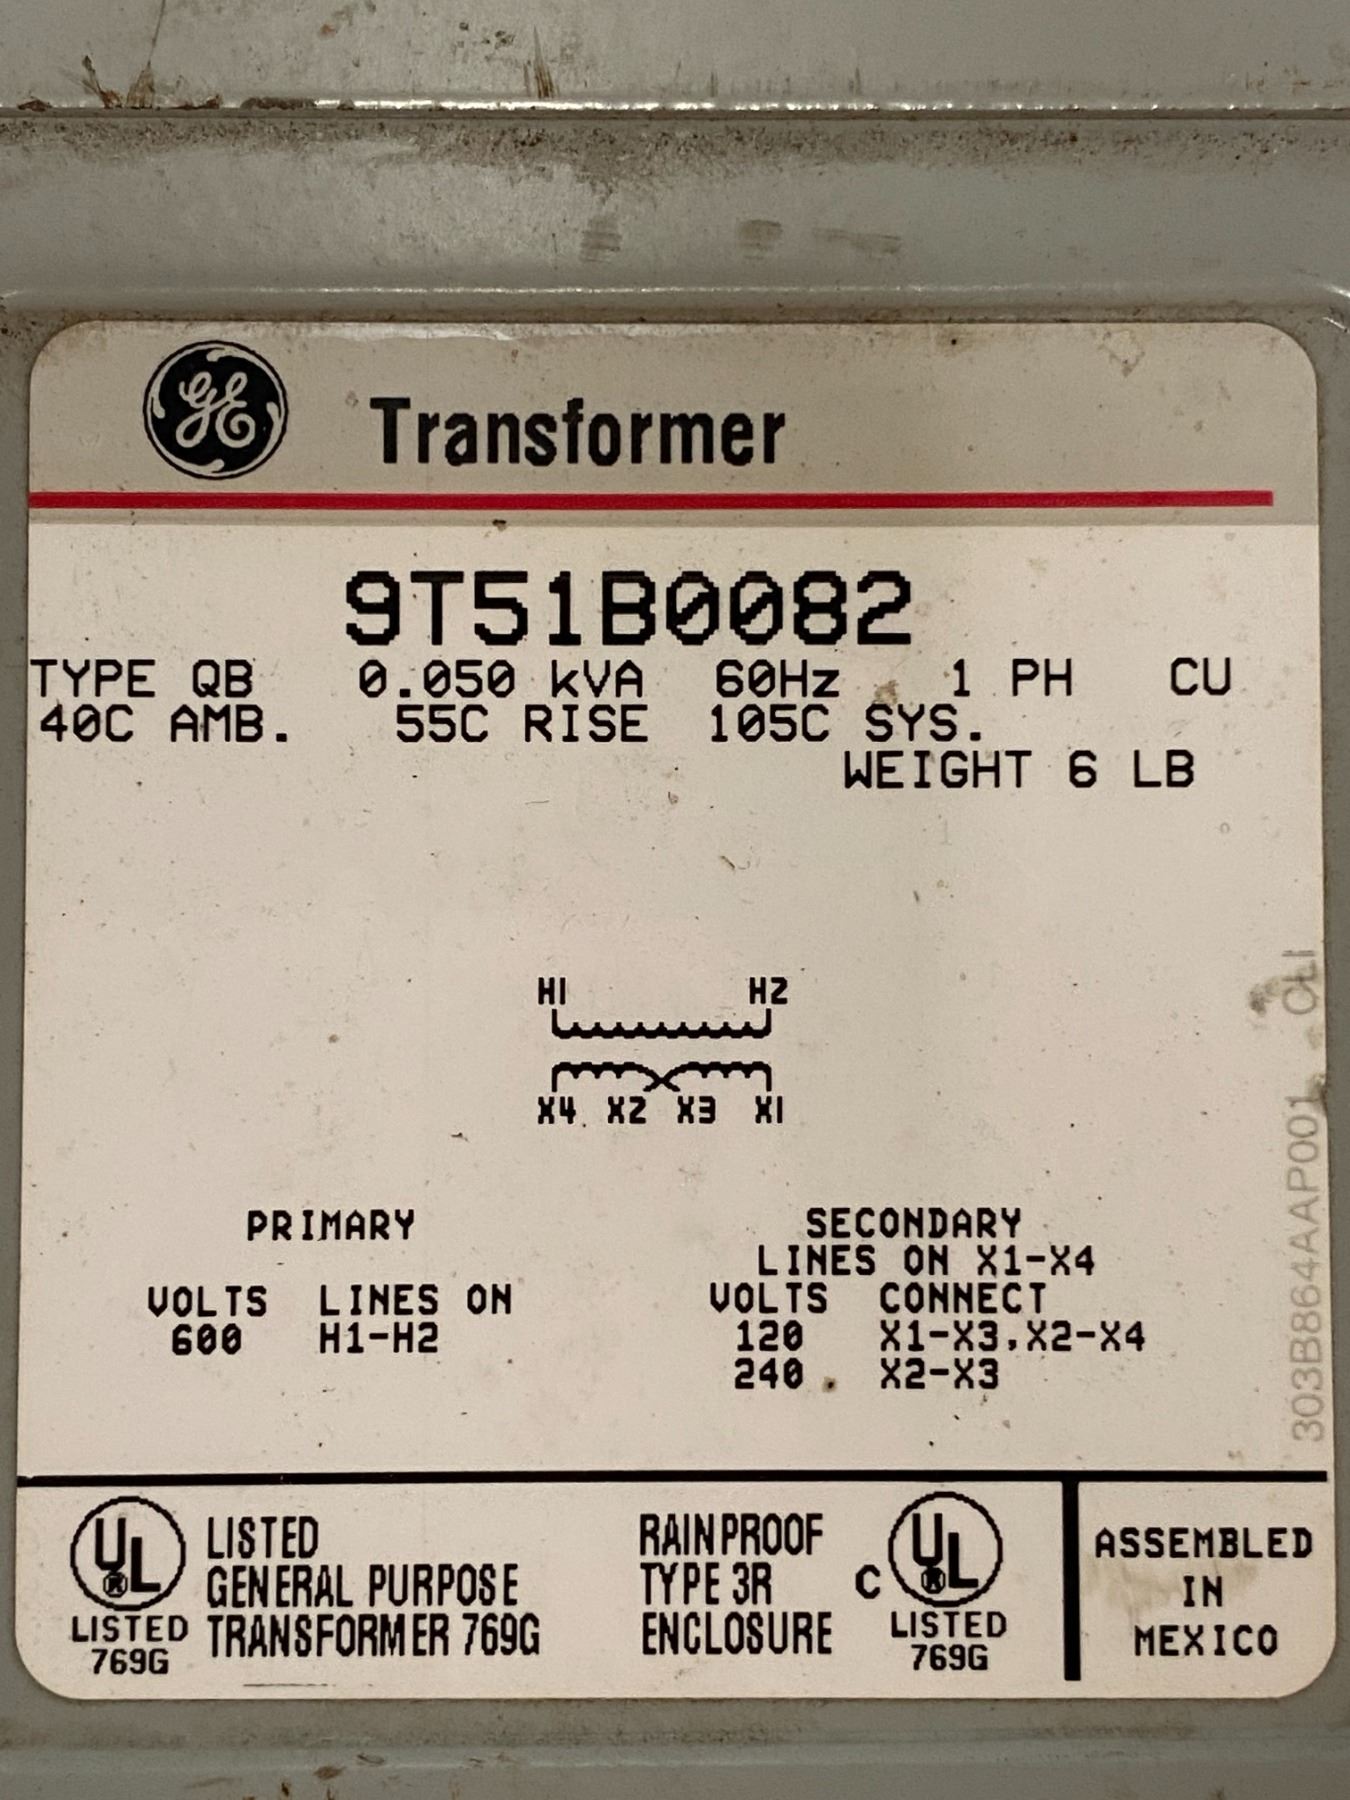 GE Transformer
9T51B0082
TYPE QB 0.050 kVA 60Hz 1 PH CU
40C AMB. 55C RISE 105C SYS.
WEIGHT 6 LB
H1 H2
X4 X2 X3 X1
PRIMARY
VOLTS LINES ON
600 H1-H2
SECONDARY
LINES ON X1-X4
VOLTS CONNECT
120 X1-X3,X2-X4
240 X2-X3
303B864AAP001
UL®
LISTED
769G
LISTED
GENERAL PURPOSE
TRANSFORMER 769G
RAINPROOF
TYPE 3R
ENCLOSURE
C UL®
LISTED
769G
ASSEMBLED
IN
MEXICO